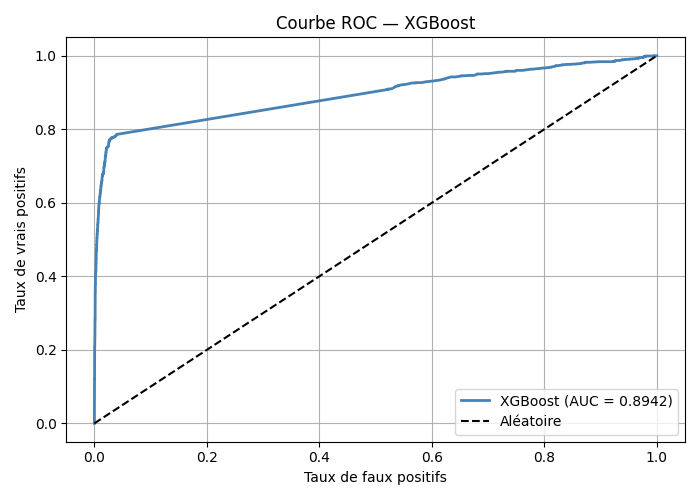 Courbe ROC — XGBoost
Taux de vrais positifs
1.0
0.8
0.6
0.4
0.2
0.0
0.0 0.2 0.4 0.6 0.8 1.0
Taux de faux positifs
XGBoost (AUC = 0.8942)
Aléatoire